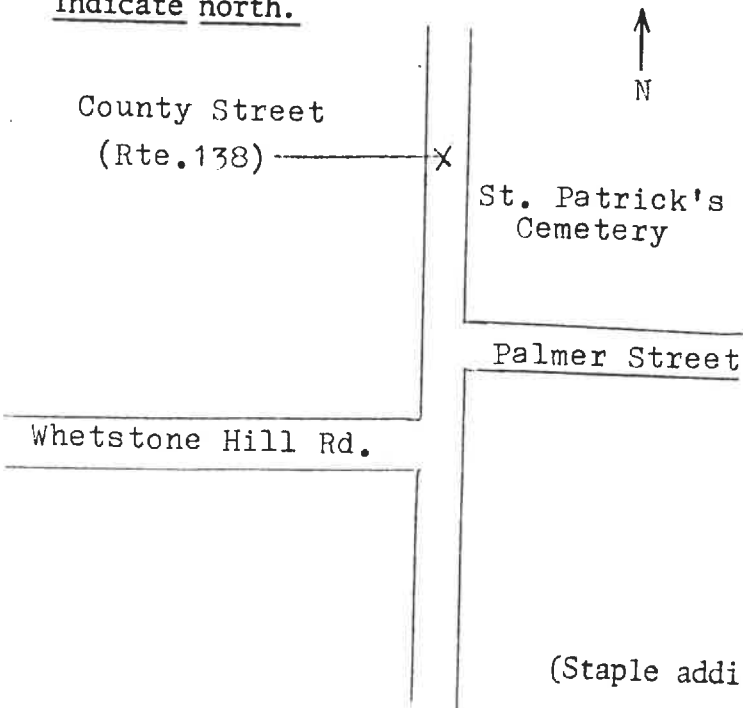 Indicate north.
N
County Street
(Rte.138)
X
St. Patrick's
Cemetery
Palmer Street
Whetstone Hill Rd.
(Staple addi